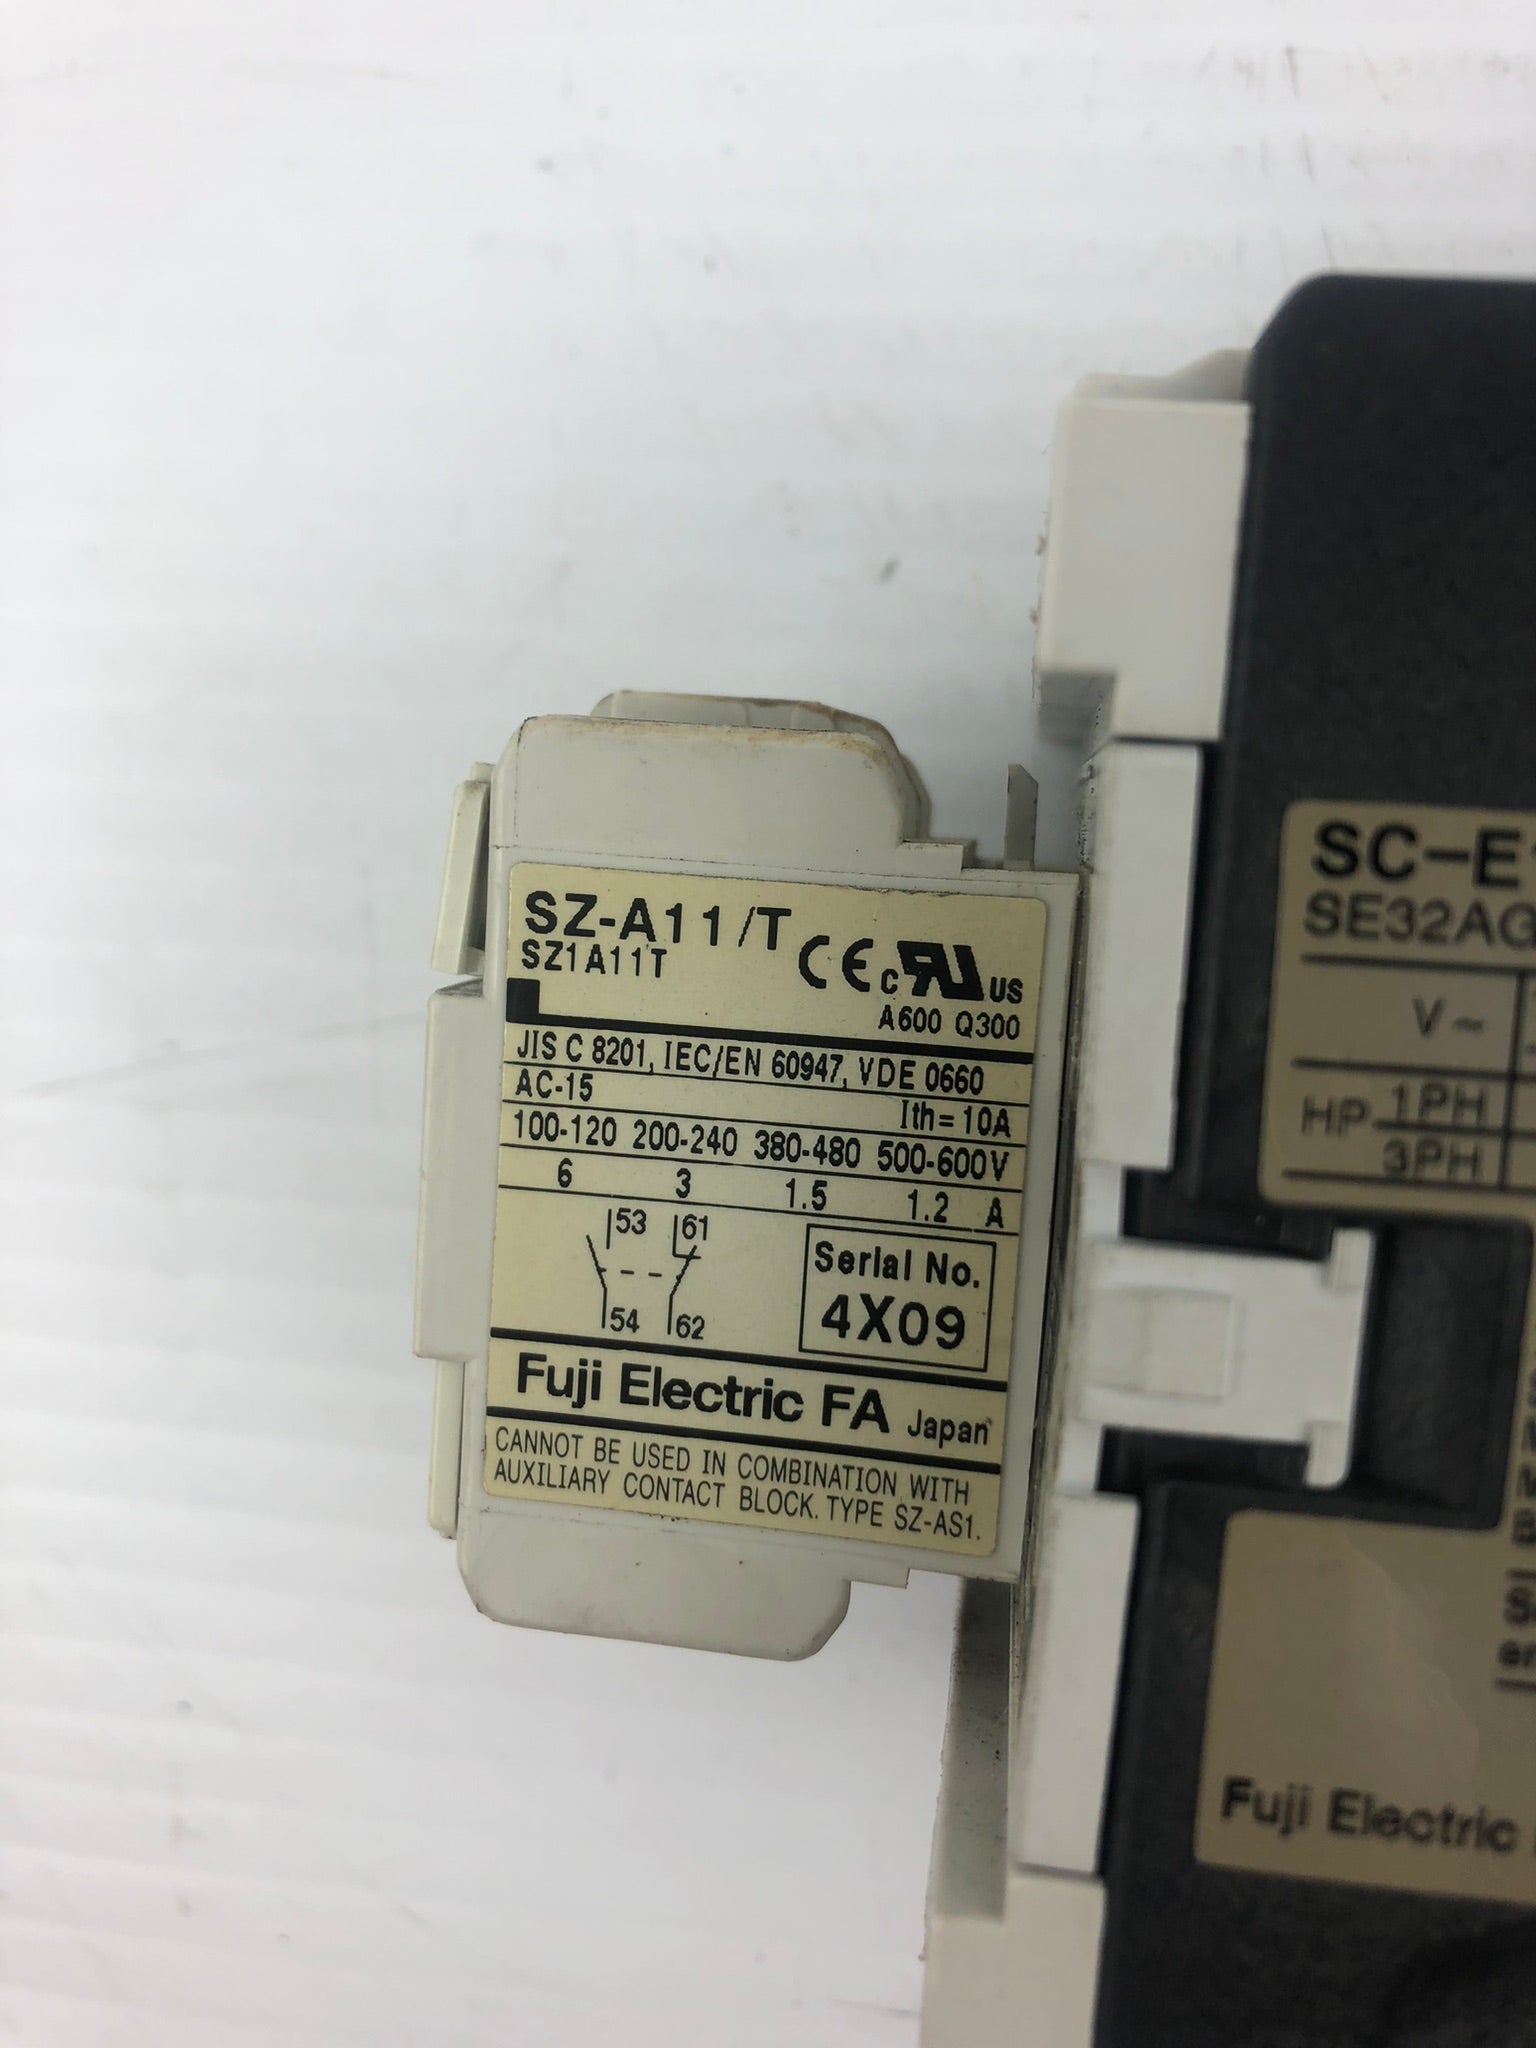 SZ-A11/T
SZ1A11T
CE c UR US
A600 Q300
JIS C 8201, IEC/EN 60947, VDE 0660
AC-15 Ith=10A
100-120 200-240 380-480 500-600V
6 3 1.5 1.2 A
53 61
54 62
Serial No.
4X09
Fuji Electric FA Japan
CANNOT BE USED IN COMBINATION WITH
AUXILIARY CONTACT BLOCK. TYPE SZ-AS1.
SC-E
SE32AG
V~
HP 1PH
3PH
Fuji Electric